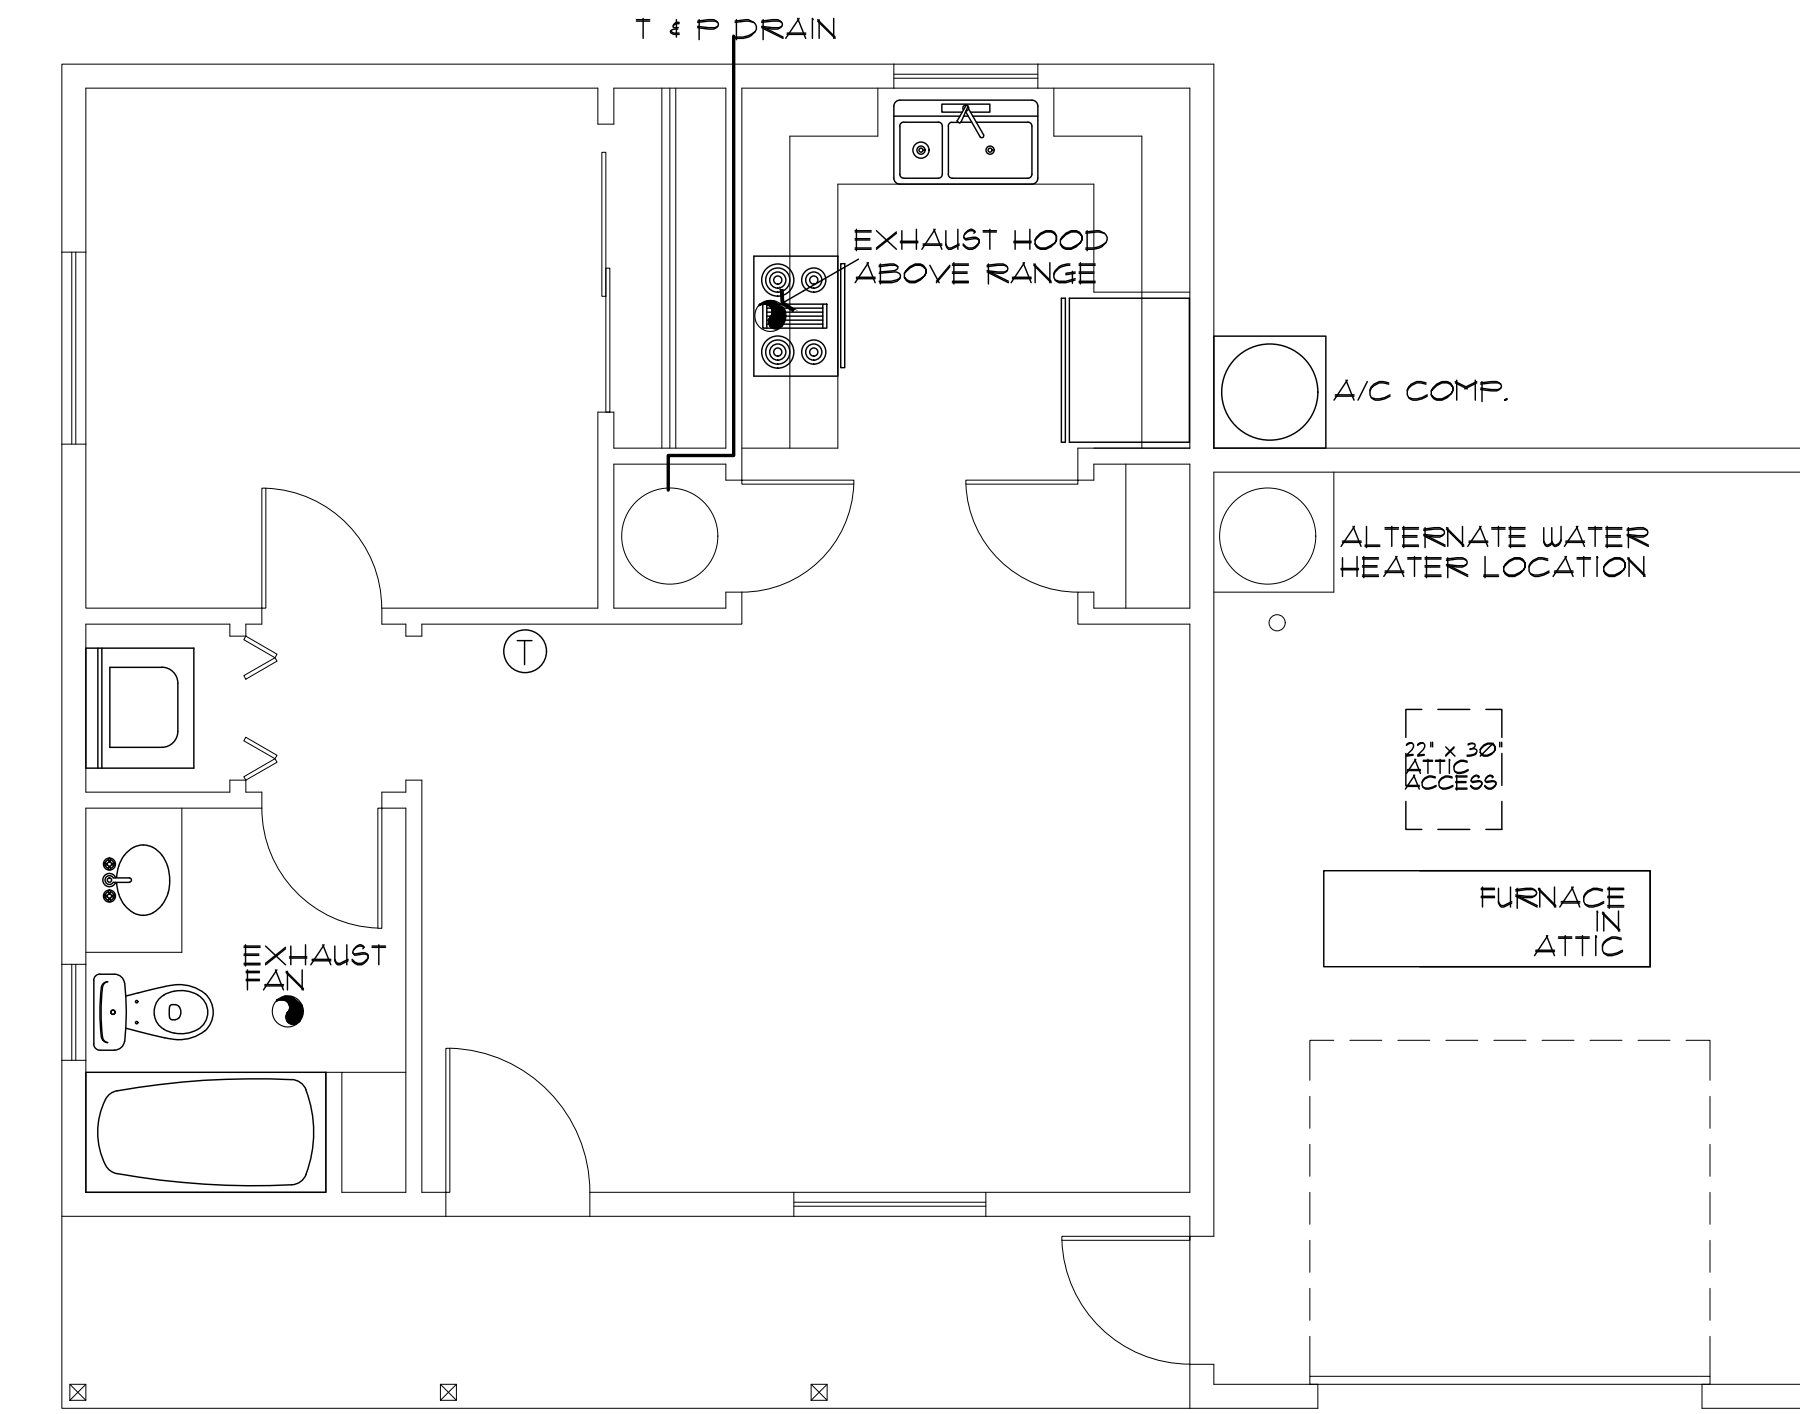 T & P DRAIN
EXHAUST HOOD
ABOVE RANGE
A/C COMP.
ALTERNATE WATER
HEATER LOCATION
T
22" x 30"
ATTIC
ACCESS
FURNACE
IN
ATTIC
EXHAUST
FAN